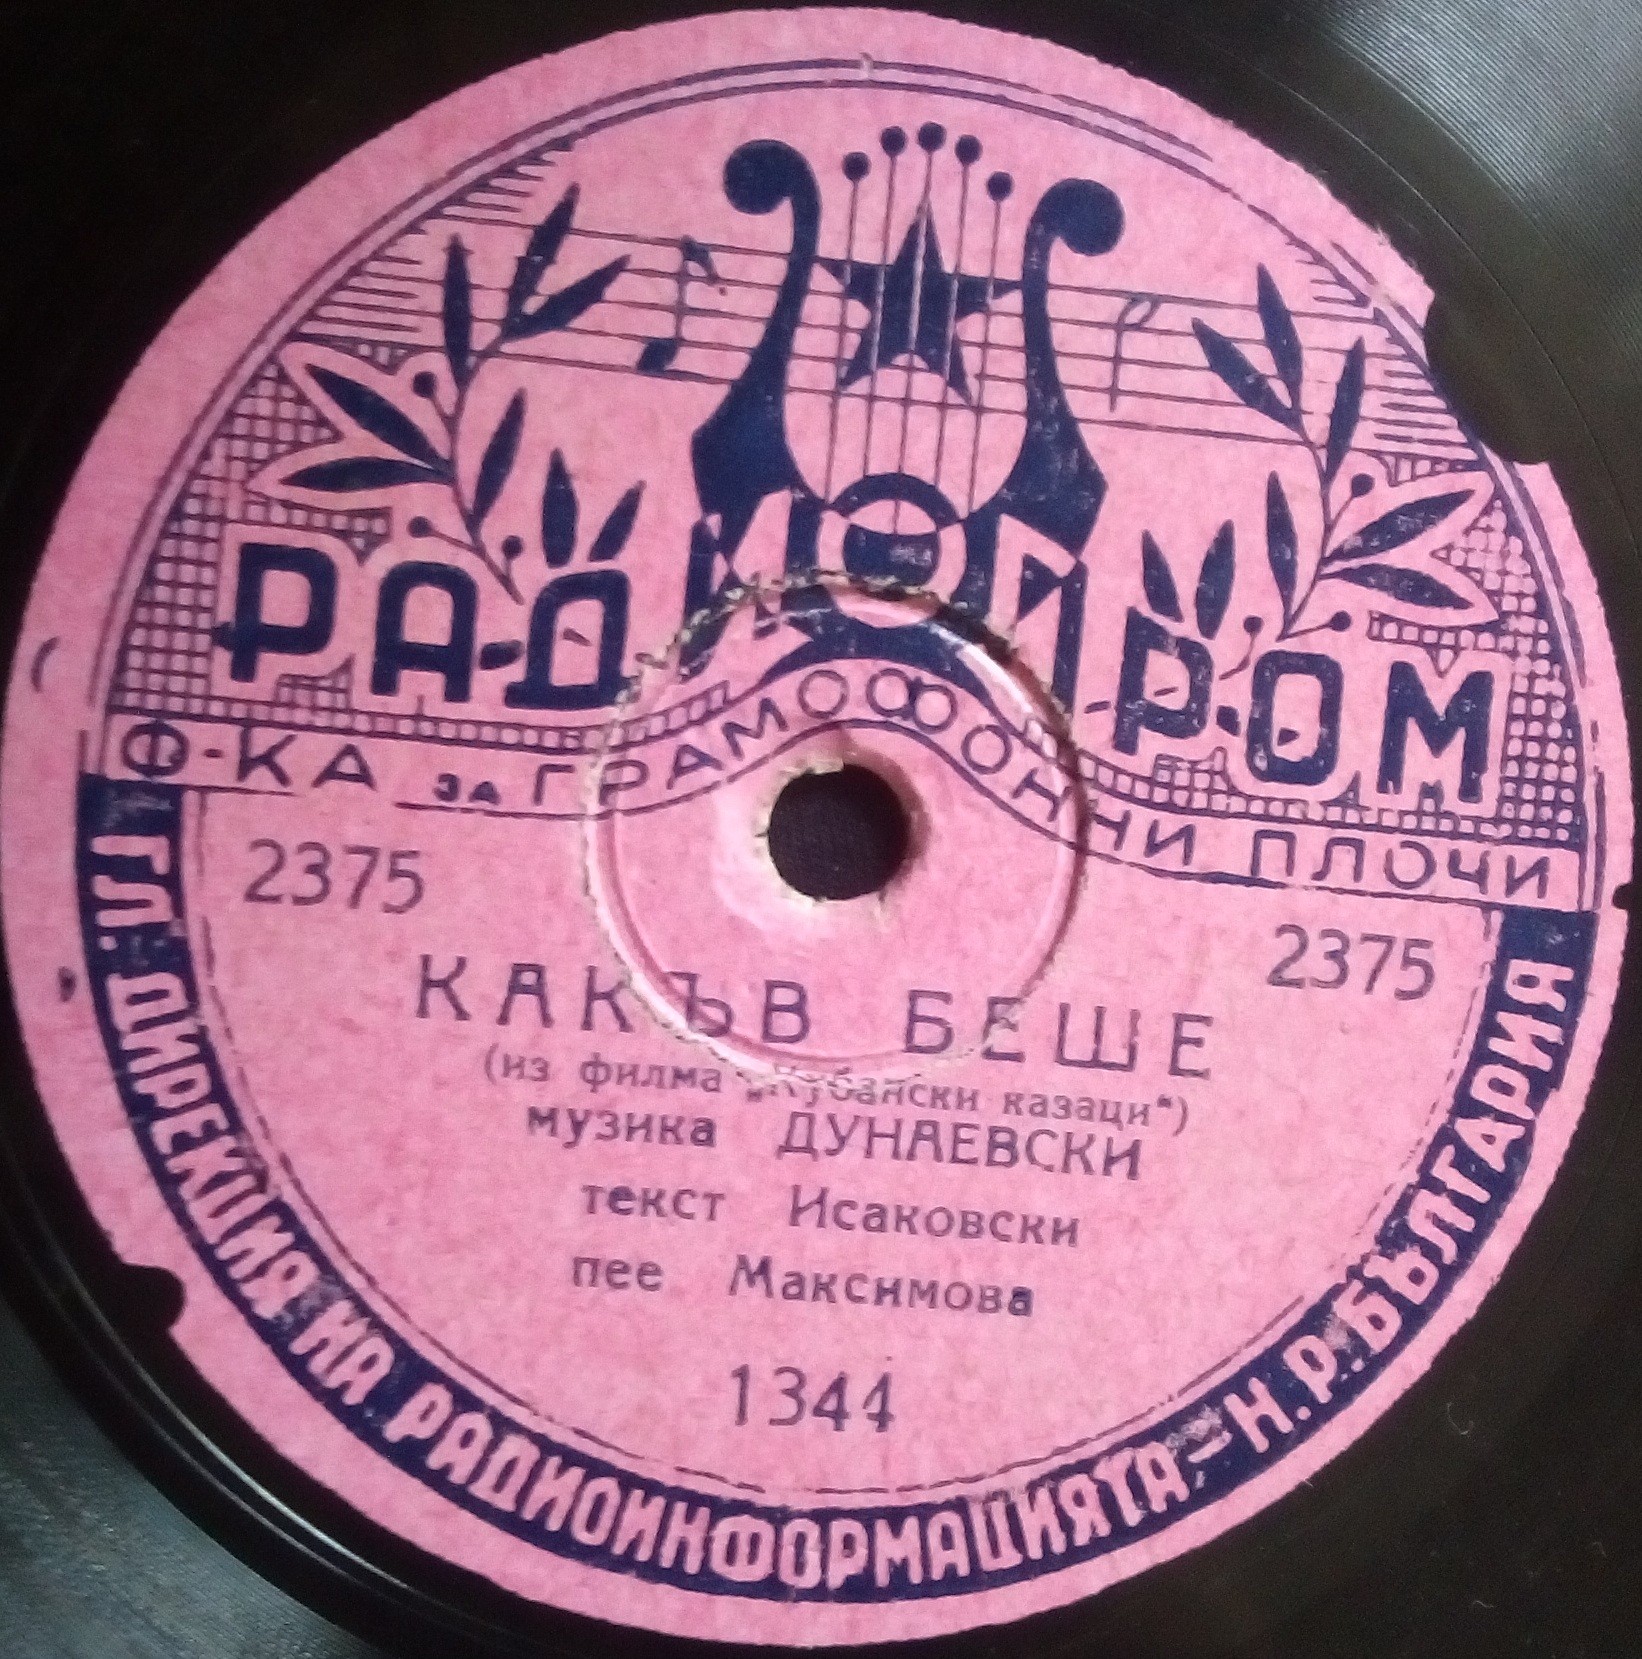 РАДИОПРОМ
Ф-КА ЗА ГРАМОФОННИ ПЛОЧИ
2375
2375
КАКЪВ БЕШЕ
(из филма „Кубански казаци“)
музика ДУНАЕВСКИ
текст Исаковски
пее Максимова
1344
ГЛ. ДИРЕКЦИЯ НА РАДИОИНФОРМАЦИЯТА – Н.Р.БЪЛГАРИЯ